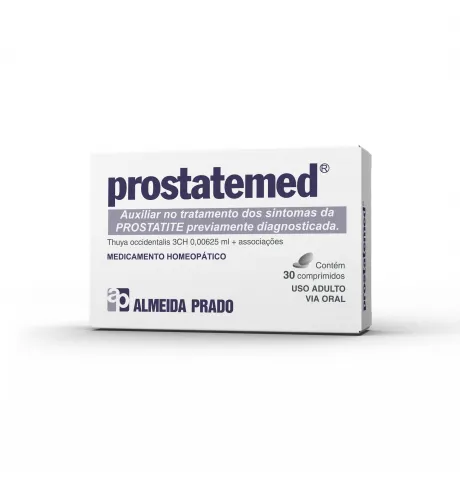 prostatemed®
Auxiliar no tratamento dos sintomas da
PROSTATITE previamente diagnosticada.
Thuya occidentalis 3CH 0,00625 ml + associações
MEDICAMENTO HOMEOPÁTICO
Contém
30 comprimidos
USO ADULTO
VIA ORAL
ap ALMEIDA PRADO
prostatemed®